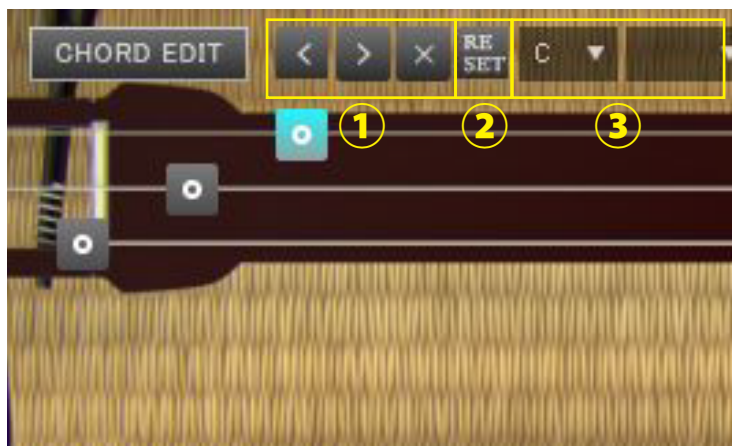 CHORD EDIT < > × RE SET C ▼ ▼
① ② ③